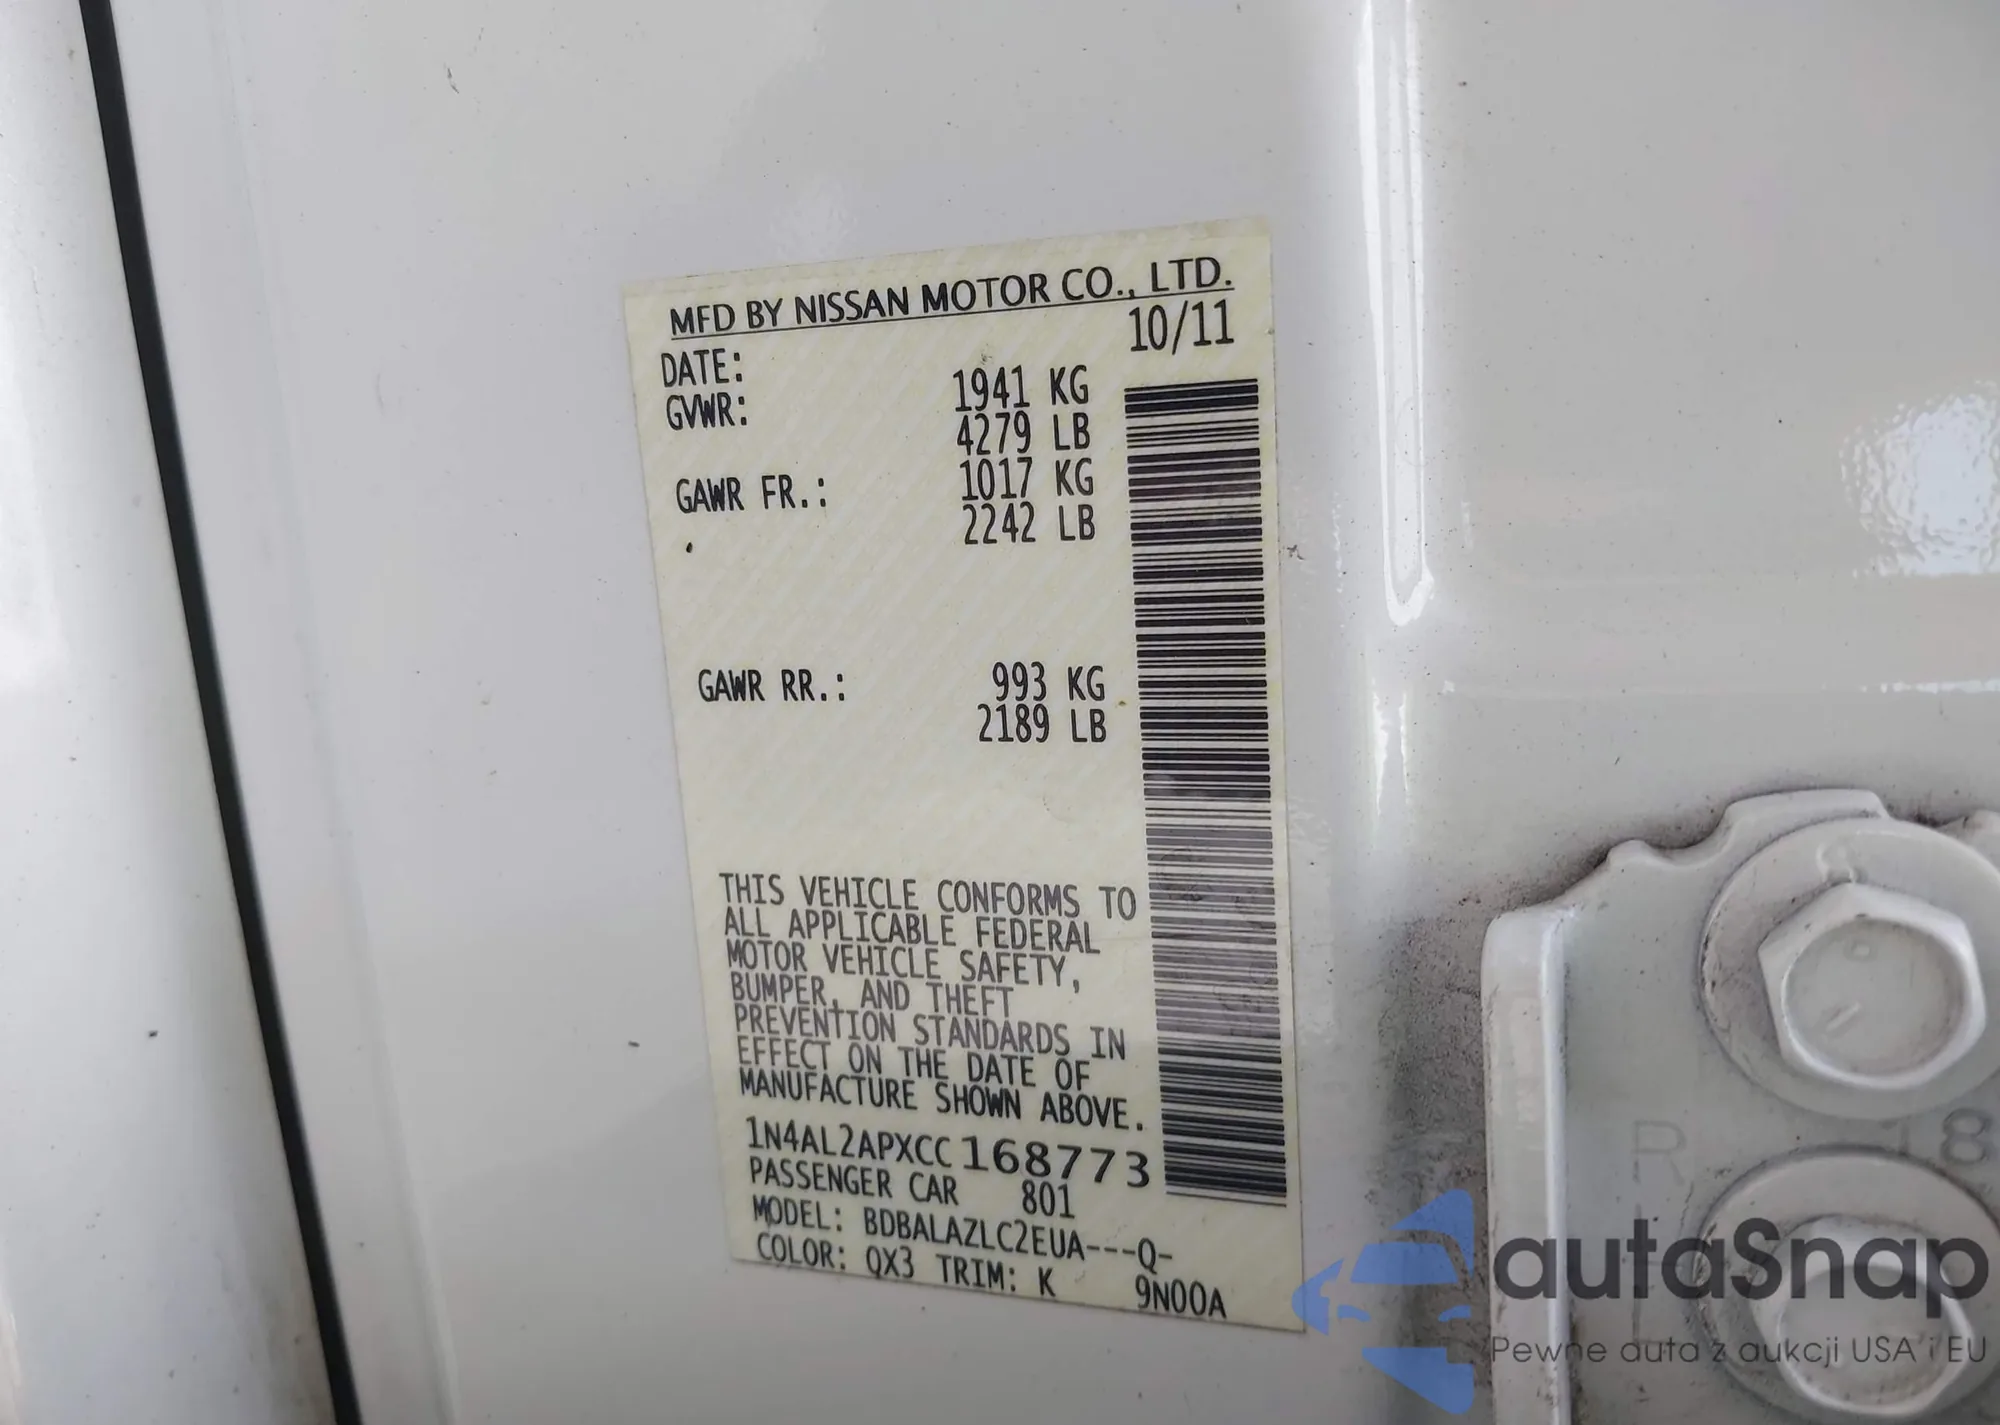 MFD BY NISSAN MOTOR CO., LTD.
DATE: 10/11
GVWR: 1941 KG
4279 LB
GAWR FR.: 1017 KG
2242 LB
GAWR RR.: 993 KG
2189 LB
THIS VEHICLE CONFORMS TO
ALL APPLICABLE FEDERAL
MOTOR VEHICLE SAFETY,
BUMPER, AND THEFT
PREVENTION STANDARDS IN
EFFECT ON THE DATE OF
MANUFACTURE SHOWN ABOVE.
1N4AL2APXCC168773
PASSENGER CAR 801
MODEL: BDBALAZLC2EUA---Q-
COLOR: QX3 TRIM: K 9N00A
R 18
autaSnap
Pewne auta z aukcji USA i EU